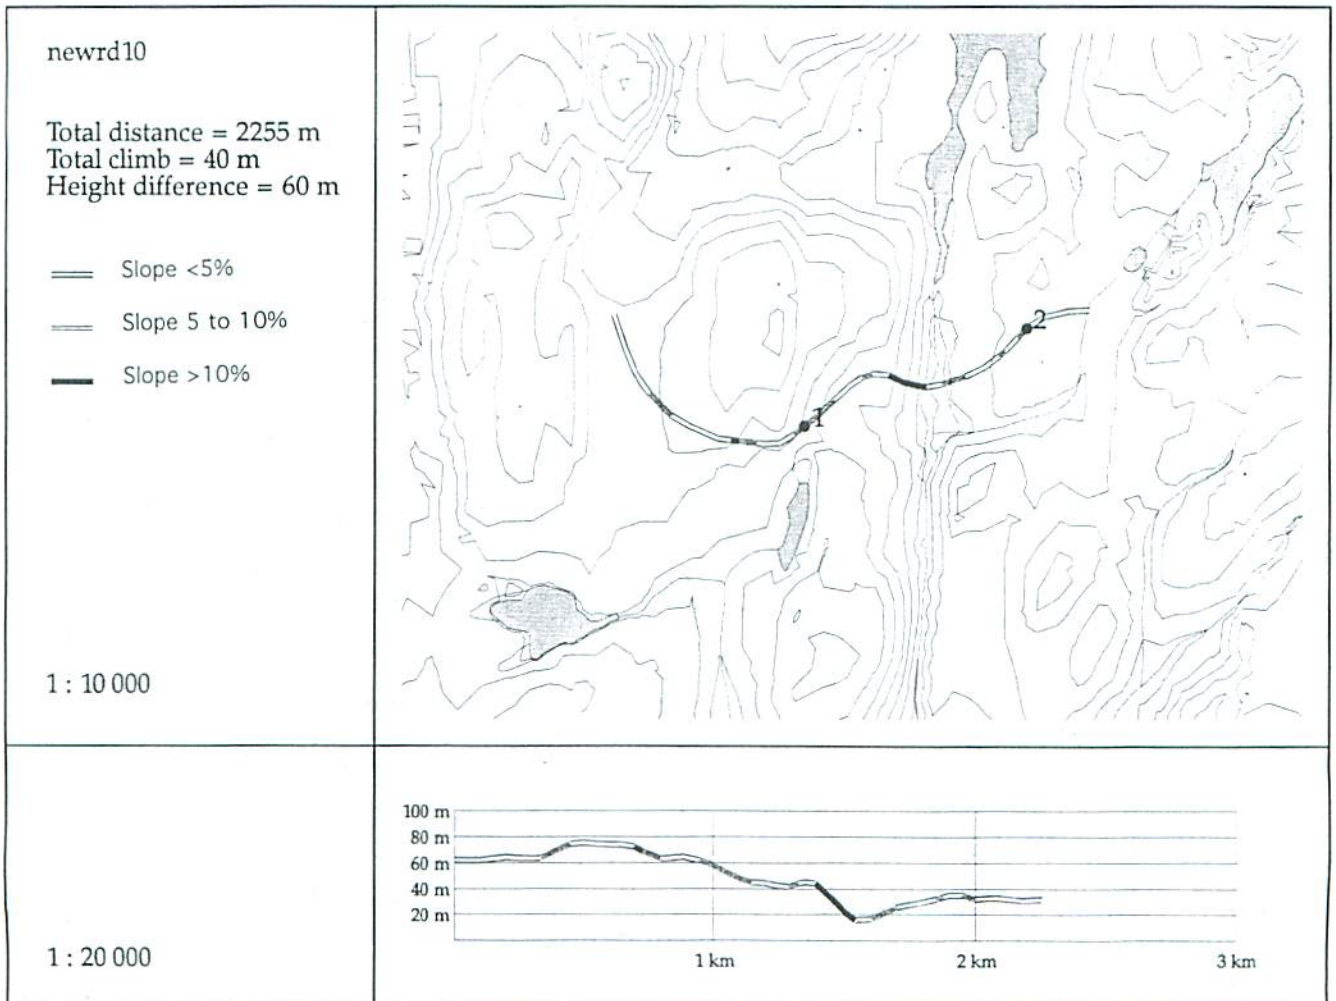 newrd10
Total distance = 2255 m
Total climb = 40 m
Height difference = 60 m
Slope <5%
Slope 5 to 10%
Slope >10%
1 : 10 000
1
2
1 : 20 000
100 m
80 m
60 m
40 m
20 m
1 km
2 km
3 km